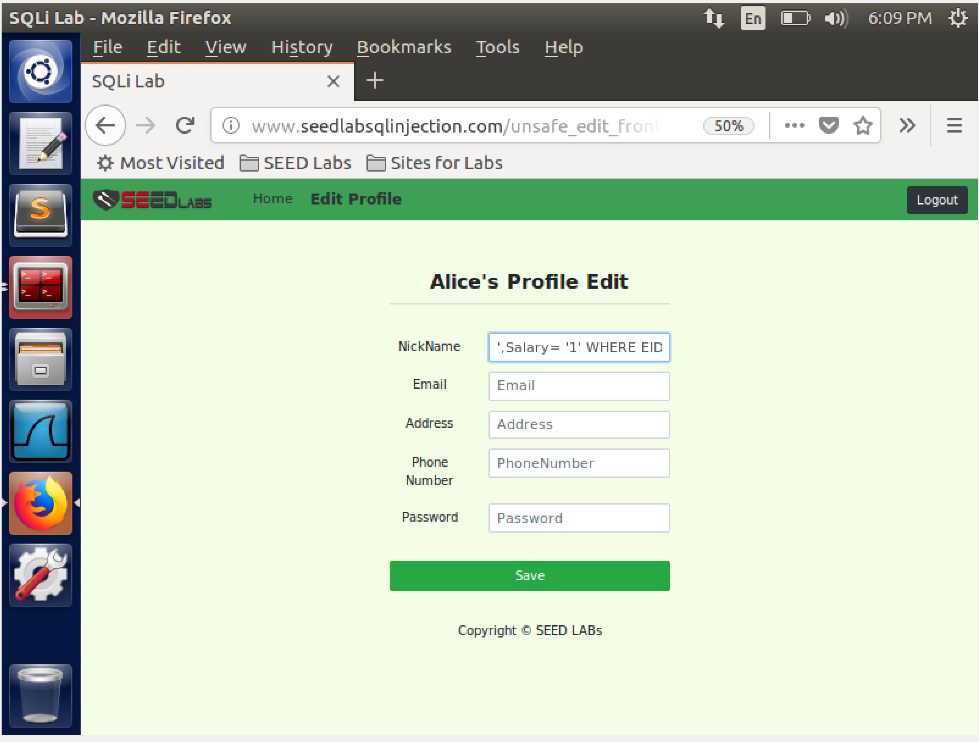 SQLi Lab - Mozilla Firefox En 6:09 PM
File Edit View History Bookmarks Tools Help
SQLi Lab
www.seedlabsqlinjection.com/unsafe_edit_front 50%
Most Visited SEED Labs Sites for Labs
SEEDLABS Home Edit Profile Logout
Alice's Profile Edit
NickName ',Salary= '1' WHERE EID
Email Email
Address Address
Phone Number PhoneNumber
Password Password
Save
Copyright © SEED LABs